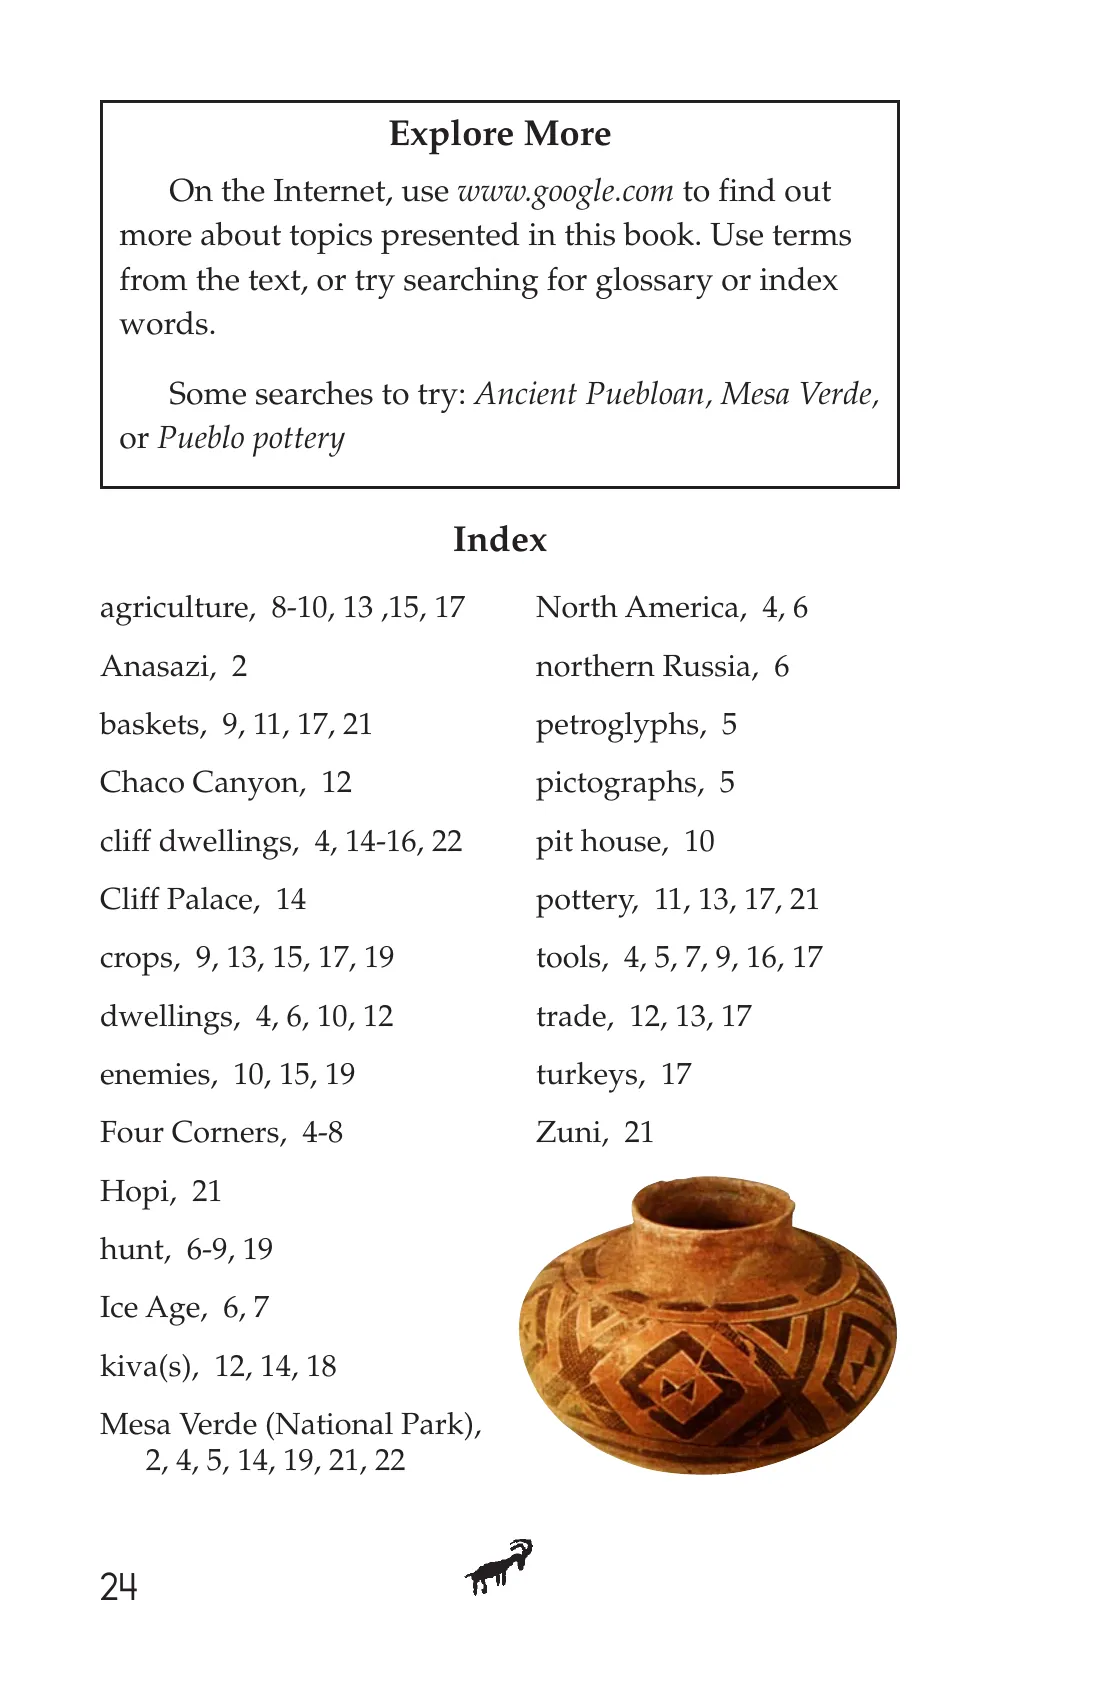 Explore More
On the Internet, use www.google.com to find out
more about topics presented in this book. Use terms
from the text, or try searching for glossary or index
words.
Some searches to try: Ancient Puebloan, Mesa Verde,
or Pueblo pottery
Index
agriculture, 8-10, 13 ,15, 17
Anasazi, 2
baskets, 9, 11, 17, 21
Chaco Canyon, 12
cliff dwellings, 4, 14-16, 22
Cliff Palace, 14
crops, 9, 13, 15, 17, 19
dwellings, 4, 6, 10, 12
enemies, 10, 15, 19
Four Corners, 4-8
Hopi, 21
hunt, 6-9, 19
Ice Age, 6, 7
kiva(s), 12, 14, 18
Mesa Verde (National Park),
2, 4, 5, 14, 19, 21, 22
North America, 4, 6
northern Russia, 6
petroglyphs, 5
pictographs, 5
pit house, 10
pottery, 11, 13, 17, 21
tools, 4, 5, 7, 9, 16, 17
trade, 12, 13, 17
turkeys, 17
Zuni, 21
24